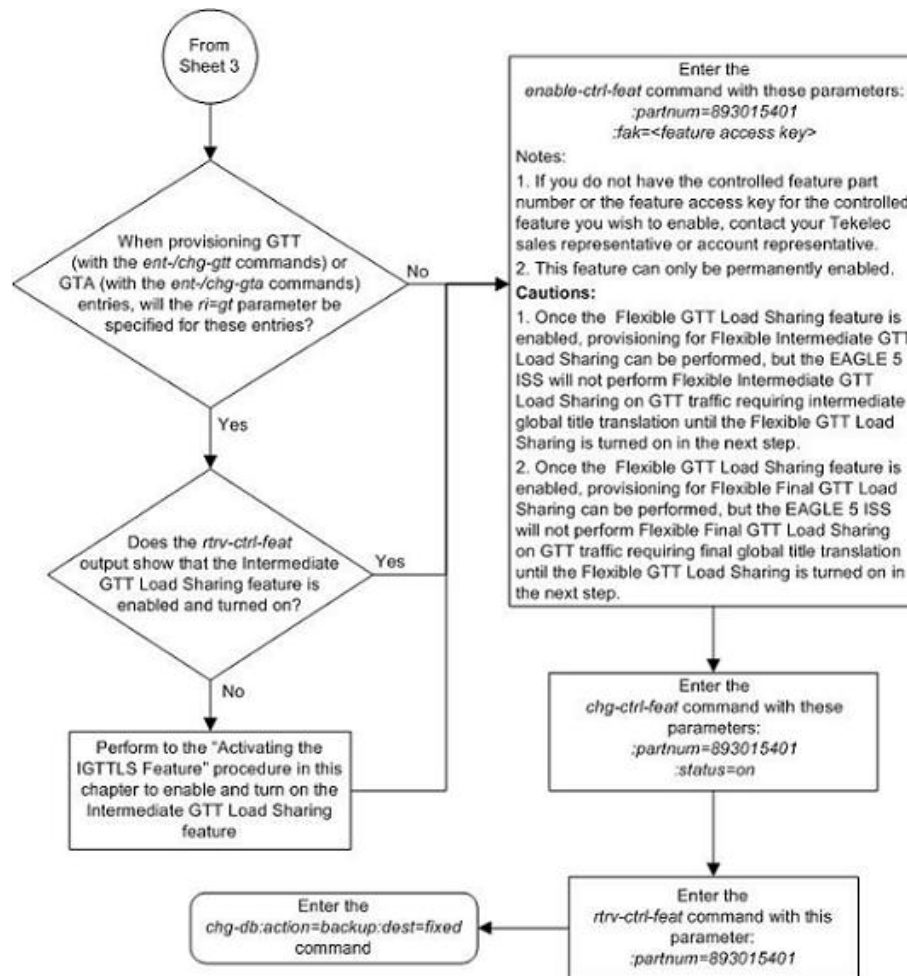 From
Sheet 3
When provisioning GTT
(with the ent-/chg-gtt commands) or
GTA (with the ent-/chg-gta commands)
entries, will the ri=gt parameter be
specified for these entries?
No
Yes
Does the rtrv-ctrl-feat
output show that the Intermediate
GTT Load Sharing feature is
enabled and turned on?
Yes
No
Perform to the "Activating the
IGTTLS Feature" procedure in this
chapter to enable and turn on the
Intermediate GTT Load Sharing
feature
Enter the
enable-ctrl-feat command with these parameters:
:partnum=893015401
:fak=<feature access key>
Notes:
1. If you do not have the controlled feature part
number or the feature access key for the controlled
feature you wish to enable, contact your Tekelec
sales representative or account representative.
2. This feature can only be permanently enabled.
Cautions:
1. Once the Flexible GTT Load Sharing feature is
enabled, provisioning for Flexible Intermediate GTT
Load Sharing can be performed, but the EAGLE 5
ISS will not perform Flexible Intermediate GTT
Load Sharing on GTT traffic requiring intermediate
global title translation until the Flexible GTT Load
Sharing is turned on in the next step.
2. Once the Flexible GTT Load Sharing feature is
enabled, provisioning for Flexible Final GTT Load
Sharing can be performed, but the EAGLE 5 ISS
will not perform Flexible Final GTT Load Sharing
on GTT traffic requiring final global title translation
until the Flexible GTT Load Sharing is turned on in
the next step.
Enter the
chg-ctrl-feat command with these
parameters:
:partnum=893015401
:status=on
Enter the
rtrv-ctrl-feat command with this
parameter:
:partnum=893015401
Enter the
chg-db:action=backup:dest=fixed
command